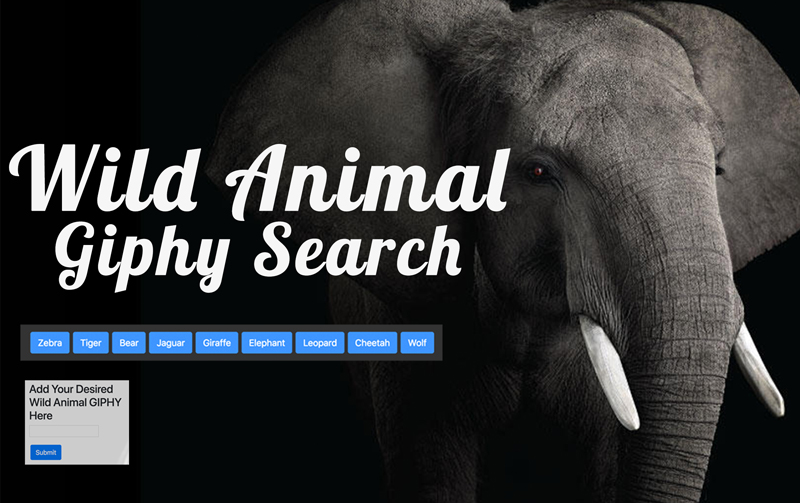 Wild Animal
Giphy Search
Zebra Tiger Bear Jaguar Giraffe Elephant Leopard Cheetah Wolf
Add Your Desired
Wild Animal GIPHY
Here
Submit